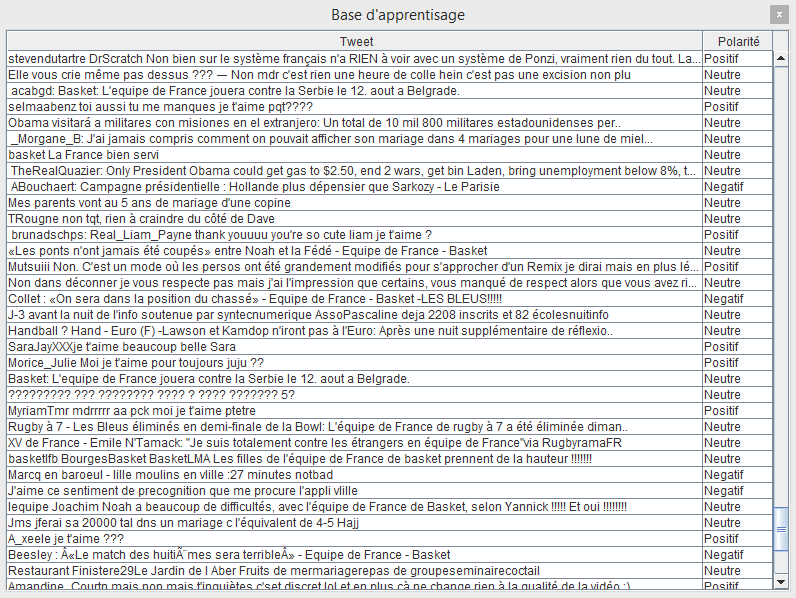 Base d'apprentisage
x
Tweet Polarité
stevendutartre DrScratch Non bien sur le système français n'a RIEN à voir avec un système de Ponzi, vraiment rien du tout. La... Positif
Elle vous crie même pas dessus ??? — Non mdr c'est rien une heure de colle hein c'est pas une excision non plu Neutre
acabgd: Basket: L'equipe de France jouera contre la Serbie le 12. aout a Belgrade. Neutre
selmaabenz toi aussi tu me manques je t'aime pqt???? Positif
Obama visitará a militares con misiones en el extranjero: Un total de 10 mil 800 militares estadounidenses per.. Neutre
_Morgane_B: J'ai jamais compris comment on pouvait afficher son mariage dans 4 mariages pour une lune de miel... Neutre
basket La France bien servi Neutre
TheRealQuazier: Only President Obama could get gas to $2.50, end 2 wars, get bin Laden, bring unemployment below 8%, t... Neutre
ABouchaert: Campagne présidentielle : Hollande plus dépensier que Sarkozy - Le Parisie Negatif
Mes parents vont au 5 ans de mariage d'une copine Neutre
TRougne non tqt, rien à craindre du côté de Dave Neutre
brunadschps: Real_Liam_Payne thank youuuu you're so cute liam je t'aime ? Positif
«Les ponts n'ont jamais été coupés» entre Noah et la Fédé - Equipe de France - Basket Neutre
Mutsuiii Non. C'est un mode où les persos ont été grandement modifiés pour s'approcher d'un Remix je dirai mais en plus lé... Positif
Non dans déconner je vous respecte pas mais j'ai l'impression que certains, vous manqué de respect alors que vous avez ri... Neutre
Collet : «On sera dans la position du chassé» - Equipe de France - Basket -LES BLEUS!!!!! Negatif
J-3 avant la nuit de l'info soutenue par syntecnumerique AssoPascaline deja 2208 inscrits et 82 écolesnuitinfo Neutre
Handball ? Hand - Euro (F) -Lawson et Kamdop n'iront pas à l'Euro: Après une nuit supplémentaire de réflexio.. Neutre
SaraJayXXXje t'aime beaucoup belle Sara Positif
Morice_Julie Moi je t'aime pour toujours juju ?? Positif
Basket: L'equipe de France jouera contre la Serbie le 12. aout a Belgrade. Neutre
????????? ??? ???????? ???? ? ???? ??????? 5? Neutre
MyriamTmr mdrrrrr aa pck moi je t'aime ptetre Positif
Rugby à 7 - Les Bleus éliminés en demi-finale de la Bowl: L'équipe de France de rugby à 7 a été éliminée diman.. Neutre
XV de France - Emile N'Tamack: "Je suis totalement contre les étrangers en équipe de France"via RugbyramaFR Neutre
basketlfb BourgesBasket BasketLMA Les filles de l'équipe de France de basket prennent de la hauteur !!!!!!! Neutre
Marcq en baroeul - lille moulins en vlille :27 minutes notbad Negatif
J'aime ce sentiment de precognition que me procure l'appli vlille Negatif
lequipe Joachim Noah a beaucoup de difficultés, avec l'équipe de France de Basket, selon Yannick !!!!! Et oui !!!!!!!! Neutre
Jms jferai sa 20000 tal dns un mariage c l'équivalent de 4-5 Hajj Neutre
A_xeele je t'aime ??? Positif
Beesley : Â«Le match des huitiÃ¨mes sera terribleÂ» - Equipe de France - Basket Negatif
Restaurant Finistere29Le Jardin de l Aber Fruits de mermariagerepas de groupeseminairecoctail Neutre
Amandine_Courtn mais non mais t'inquiètes c'set discret lol et en plus çà ne change rien à la qualité de la vidéo :) Positif